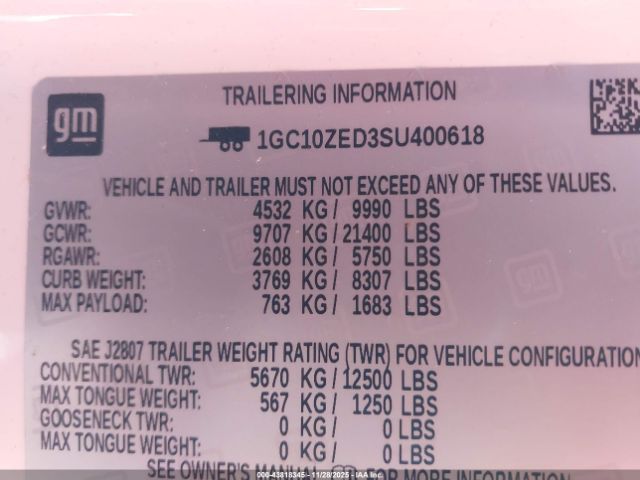 gm
TRAILERING INFORMATION
1GC10ZED3SU400618
VEHICLE AND TRAILER MUST NOT EXCEED ANY OF THESE VALUES.
GVWR: 4532 KG / 9990 LBS
GCWR: 9707 KG / 21400 LBS
RGAWR: 2608 KG / 5750 LBS
CURB WEIGHT: 3769 KG / 8307 LBS
MAX PAYLOAD: 763 KG / 1683 LBS
SAE J2807 TRAILER WEIGHT RATING (TWR) FOR VEHICLE CONFIGURATION
CONVENTIONAL TWR: 5670 KG / 12500 LBS
MAX TONGUE WEIGHT: 567 KG / 1250 LBS
GOOSENECK TWR: 0 KG / 0 LBS
MAX TONGUE WEIGHT: 0 KG / 0 LBS
SEE OWNER'S MANUAL FOR MORE INFORMATION
000-43818345 - 11/28/2025 - IAA Inc.